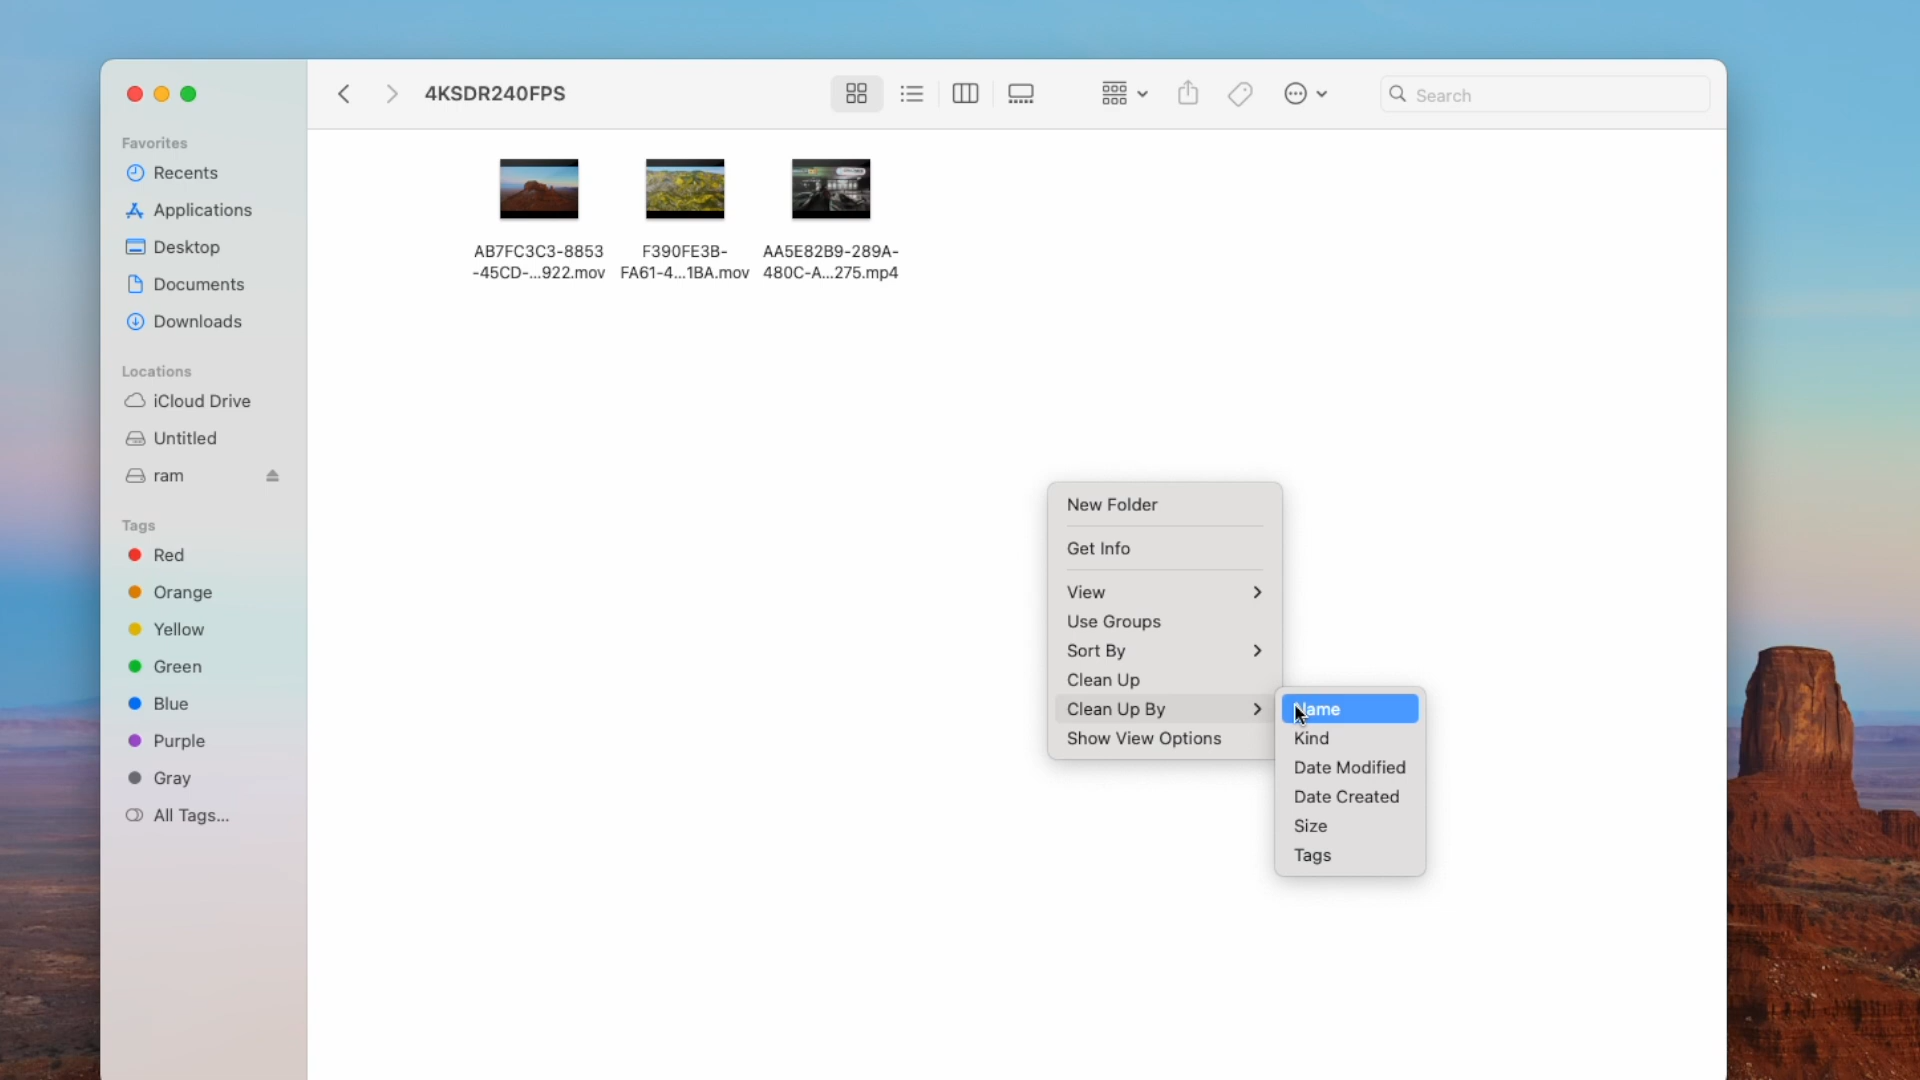 4KSDR240FPS
Search
Favorites
Recents
Applications
Desktop
Documents
Downloads
Locations
iCloud Drive
Untitled
ram
Tags
Red
Orange
Yellow
Green
Blue
Purple
Gray
All Tags...
AB7FC3C3-8853
-45CD-...922.mov
F390FE3B-
FA61-4...1BA.mov
AA5E82B9-289A-
480C-A...275.mp4
New Folder
Get Info
View
Use Groups
Sort By
Clean Up
Clean Up By
Show View Options
Name
Kind
Date Modified
Date Created
Size
Tags